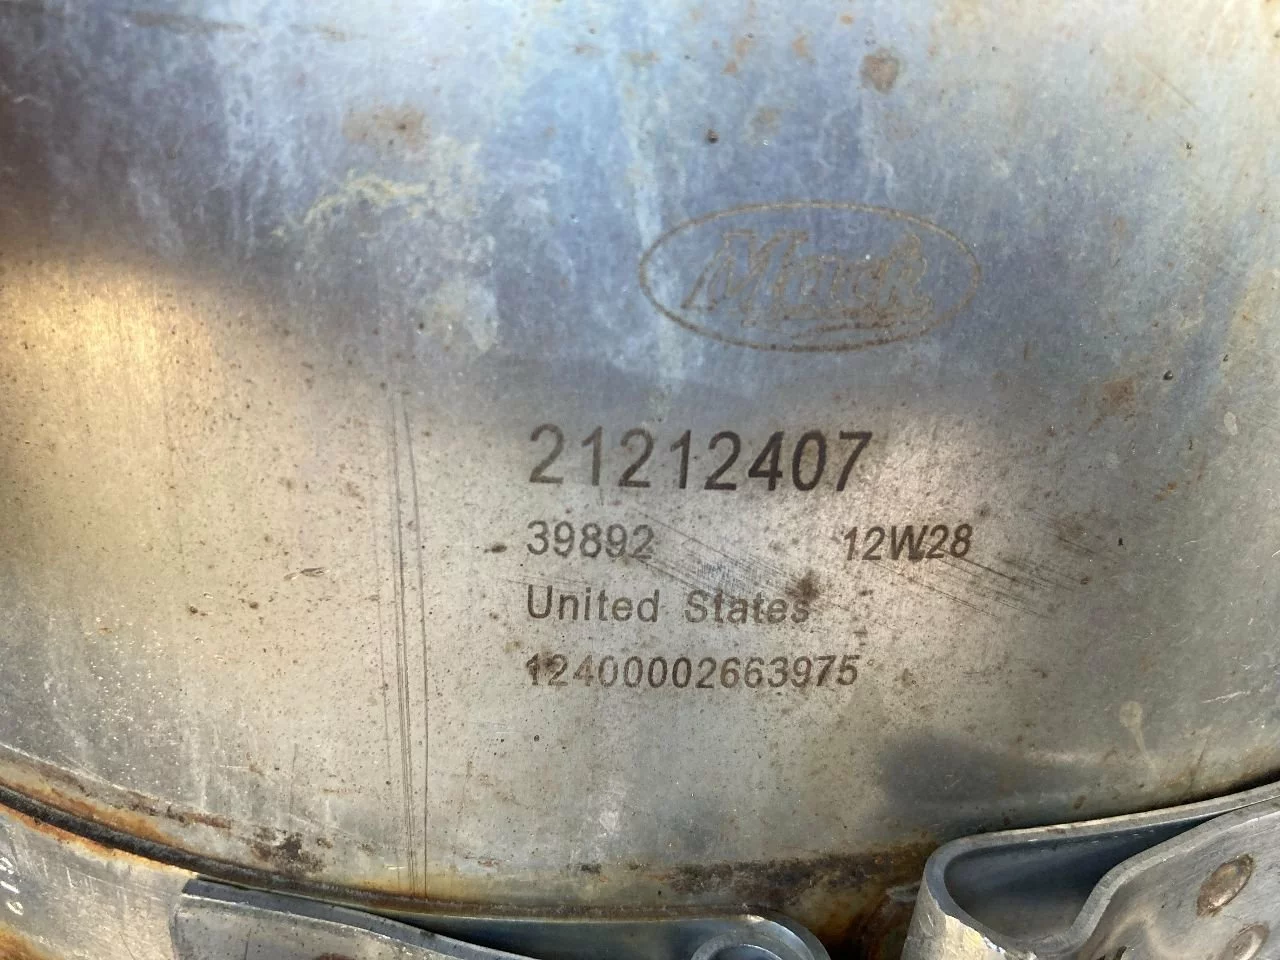 Mack
21212407
39892 12W28
United States
12400002663975